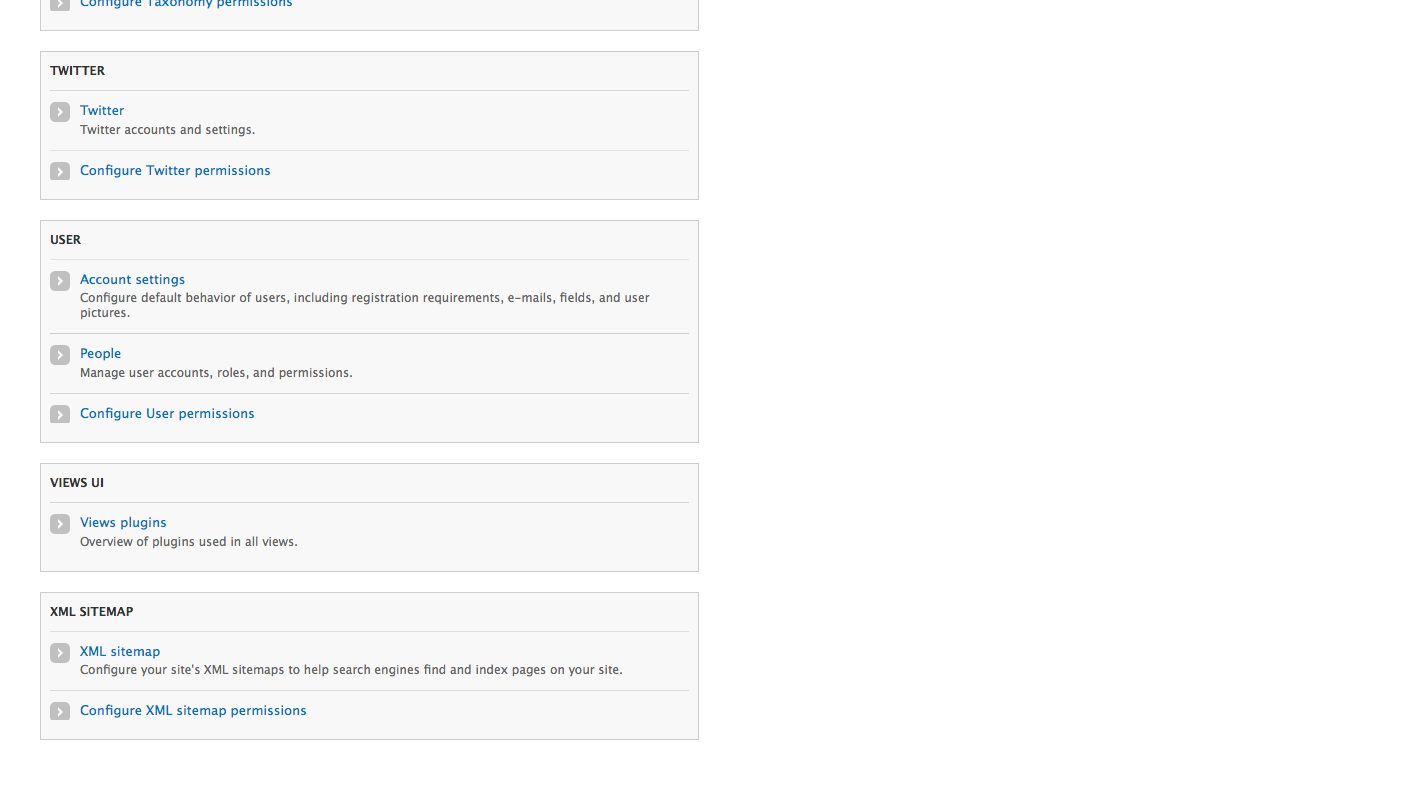 Configure Taxonomy permissions
TWITTER
Twitter
Twitter accounts and settings.
Configure Twitter permissions
USER
Account settings
Configure default behavior of users, including registration requirements, e-mails, fields, and user
pictures.
People
Manage user accounts, roles, and permissions.
Configure User permissions
VIEWS UI
Views plugins
Overview of plugins used in all views.
XML SITEMAP
XML sitemap
Configure your site's XML sitemaps to help search engines find and index pages on your site.
Configure XML sitemap permissions